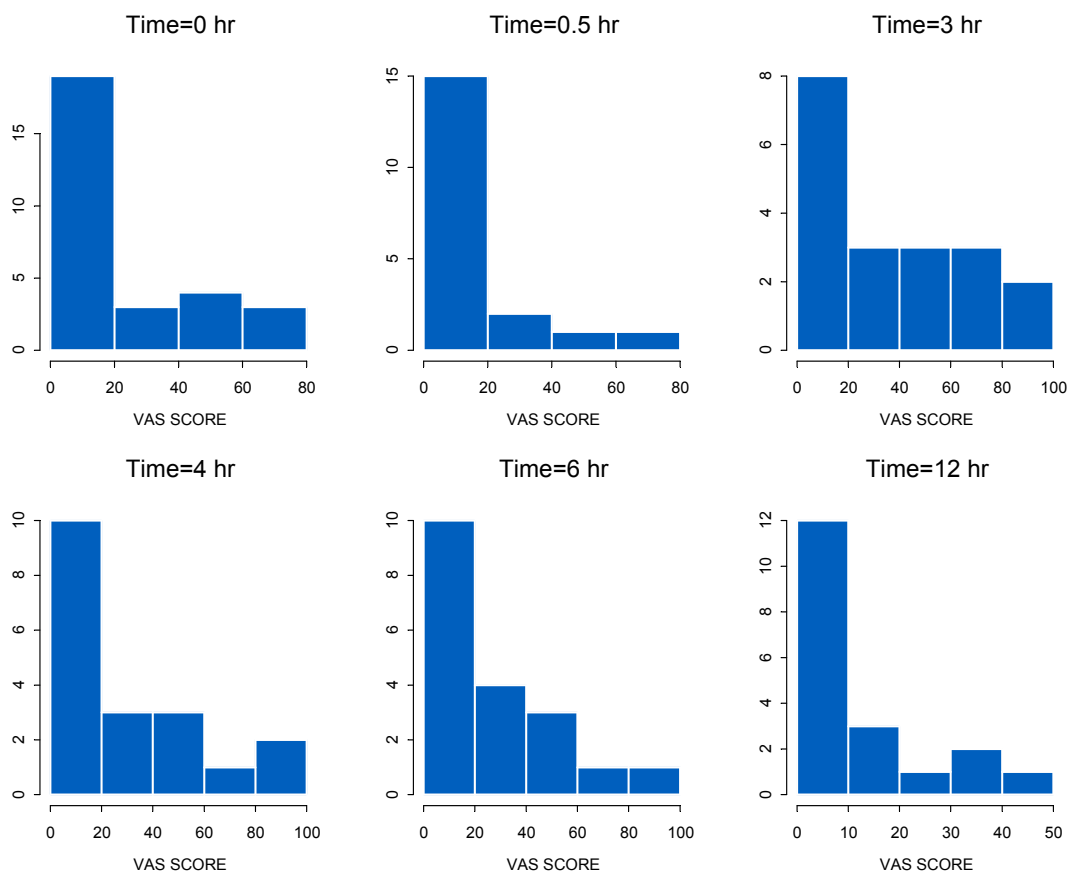 Time=0 hr
15
10
5
0
0 20 40 60 80
VAS SCORE
Time=0.5 hr
15
10
5
0
0 20 40 60 80
VAS SCORE
Time=3 hr
8
6
4
2
0
0 20 40 60 80 100
VAS SCORE
Time=4 hr
10
8
6
4
2
0
0 20 40 60 80 100
VAS SCORE
Time=6 hr
10
8
6
4
2
0
0 20 40 60 80 100
VAS SCORE
Time=12 hr
12
10
8
6
4
2
0
0 10 20 30 40 50
VAS SCORE